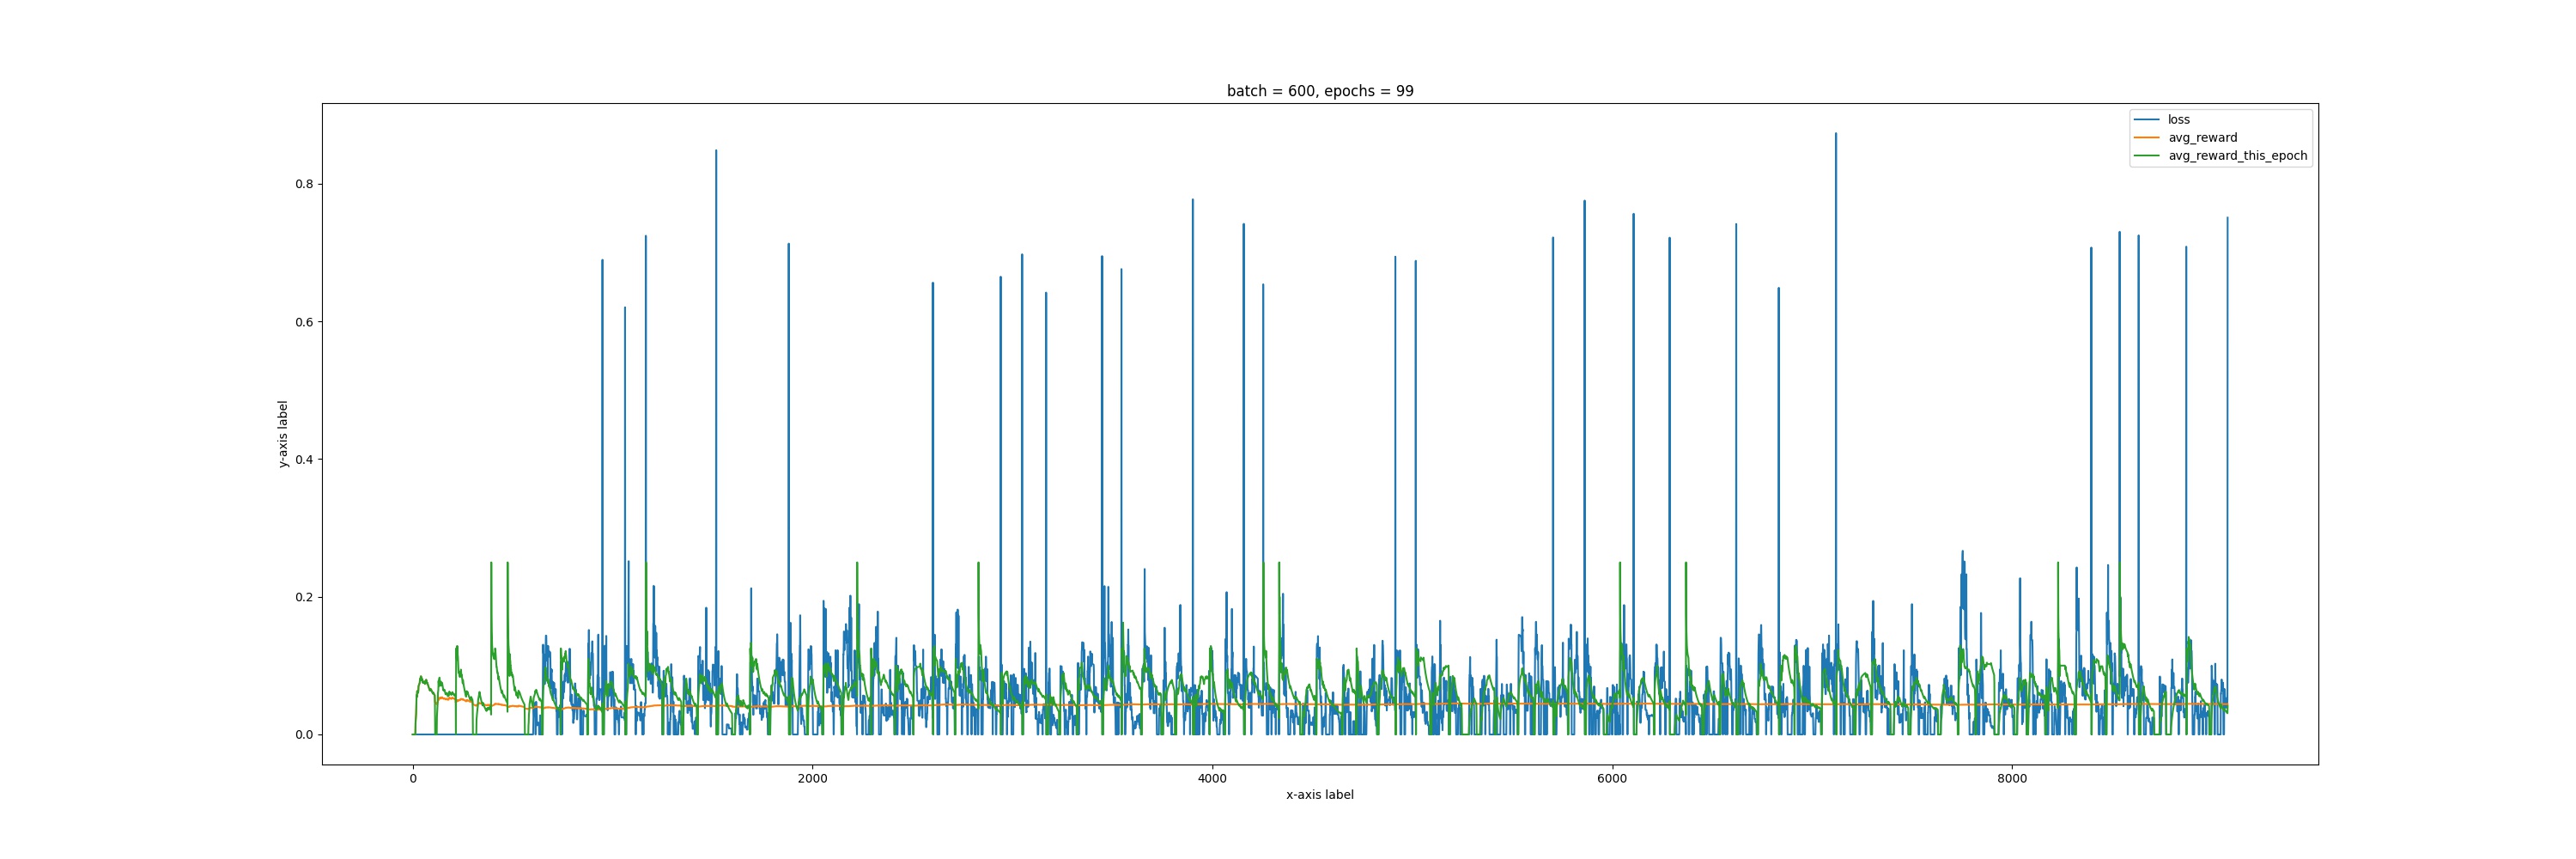 batch = 600, epochs = 99
loss
avg_reward
avg_reward_this_epoch
0.8
0.6
0.4
0.2
0.0
y-axis label
0 2000 4000 6000 8000
x-axis label